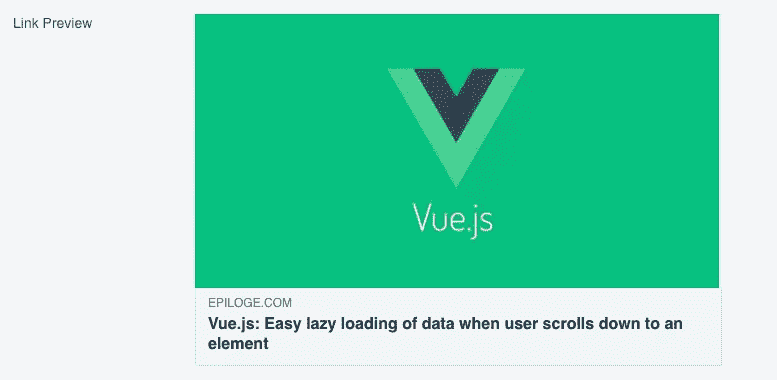 Link Preview
Vue.js
EPILOGE.COM
Vue.js: Easy lazy loading of data when user scrolls down to an
element